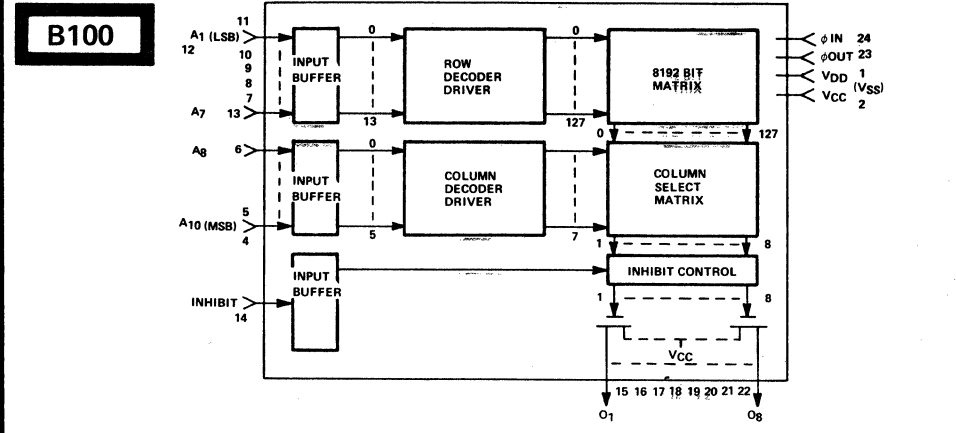 B100
A1 (LSB)
11
12
10
9
8
7
A7
13
INPUT
BUFFER
0
13
ROW
DECODER
DRIVER
0
127
8192 BIT
MATRIX
ϕ IN 24
ϕOUT 23
VDD 1
VCC (VSS)
2
0
127
A8 6
5
A10 (MSB)
4
INPUT
BUFFER
0
5
COLUMN
DECODER
DRIVER
7
COLUMN
SELECT
MATRIX
1
8
INPUT
BUFFER
INHIBIT
14
INHIBIT CONTROL
1
8
VCC
15 16 17 18 19 20 21 22
O1
O8